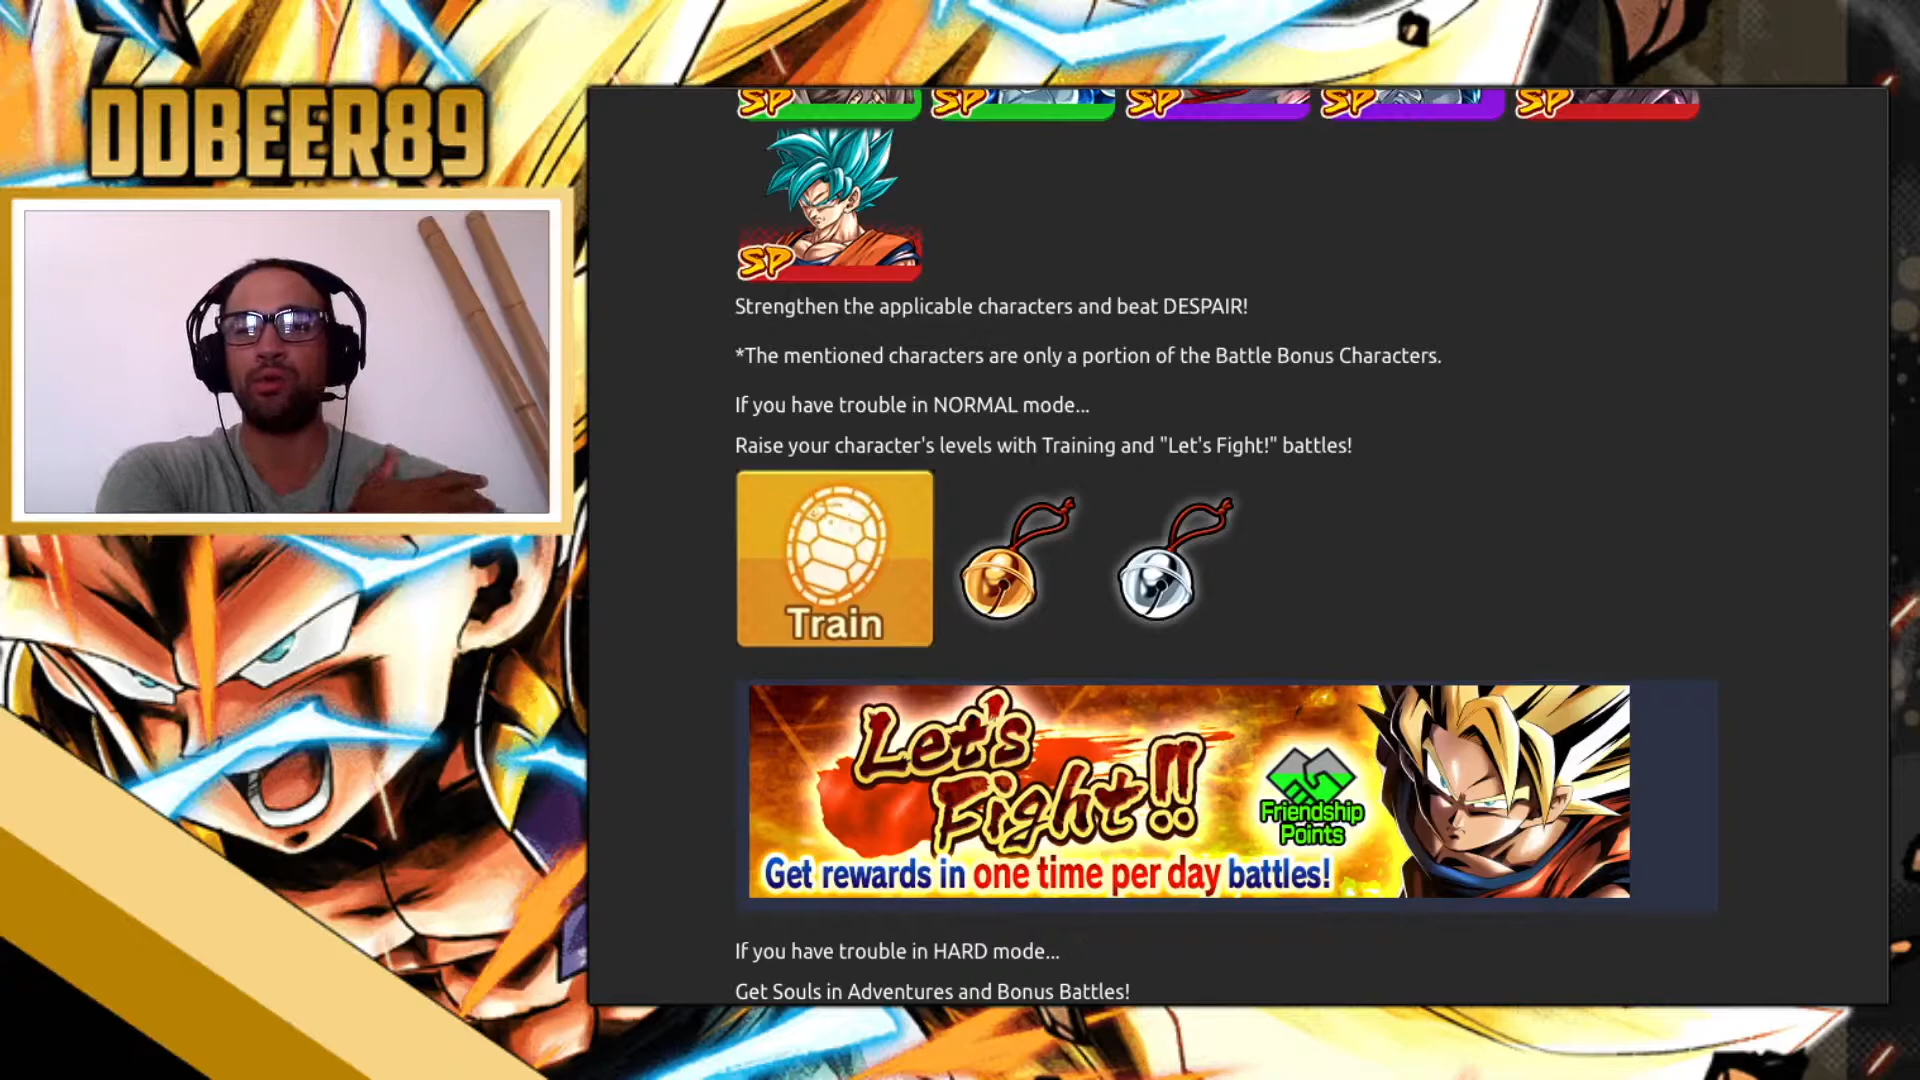 DDBEER89
SP SP SP SP SP
SP
Strengthen the applicable characters and beat DESPAIR!
*The mentioned characters are only a portion of the Battle Bonus Characters.
If you have trouble in NORMAL mode...
Raise your character's levels with Training and "Let's Fight!" battles!
Train
Let's
Fight!!
Friendship
Points
Get rewards in one time per day battles!
If you have trouble in HARD mode...
Get Souls in Adventures and Bonus Battles!